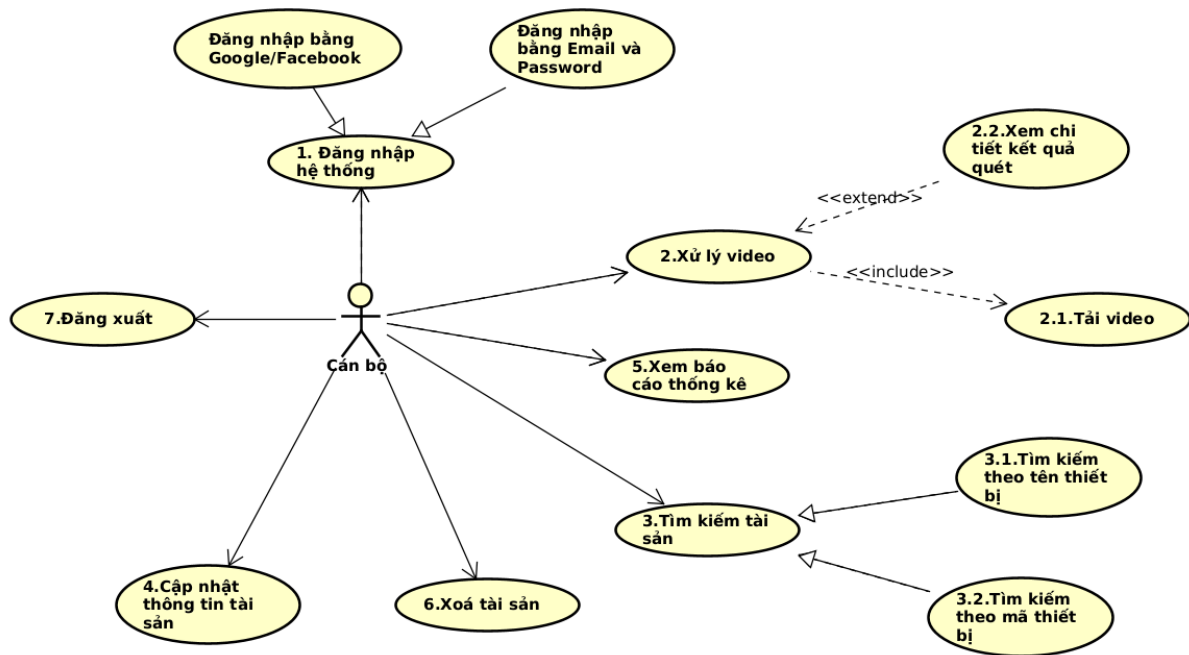 Đăng nhập bằng
Google/Facebook
Đăng nhập
bằng Email và
Password
1. Đăng nhập
hệ thống
2.2.Xem chi
tiết kết quả
quét
<<extend>>
2.Xử lý video
<<include>>
2.1.Tải video
7.Đăng xuất
Cán bộ
5.Xem báo
cáo thống kê
3.1.Tìm kiếm
theo tên thiết
bị
3.Tìm kiếm tài
sản
3.2.Tìm kiếm
theo mã thiết
bị
4.Cập nhật
thông tin tài
sản
6.Xoá tài sản